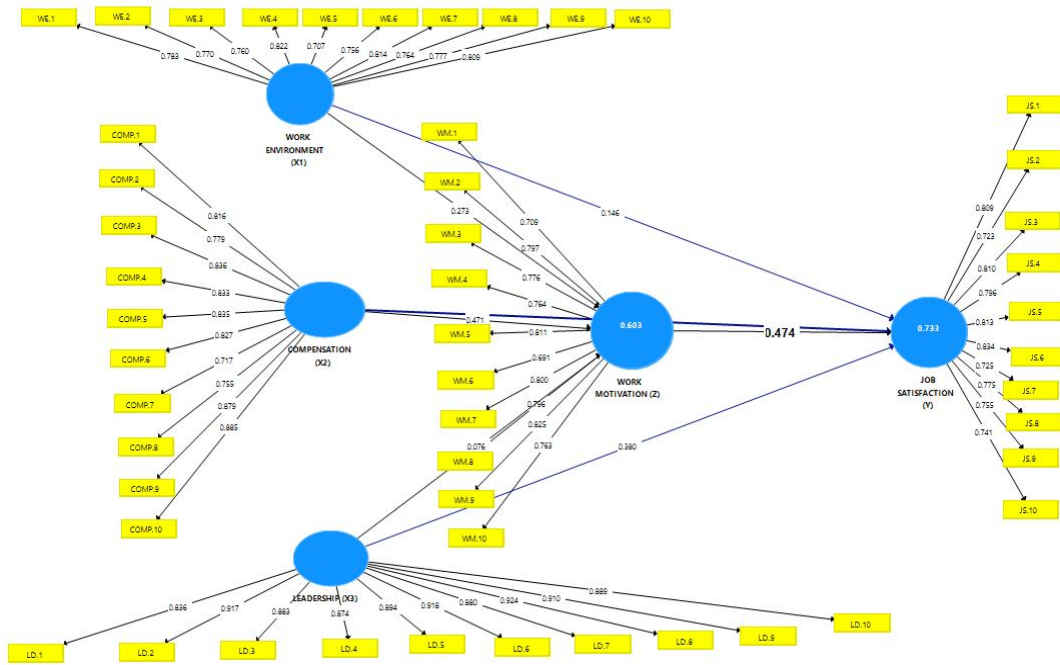 WE.1
WE.2
WE.3
WE.4
WE.5
WE.6
WE.7
WE.8
WE.9
WE.10
0.783
0.770
0.760
0.822
0.707
0.756
0.814
0.764
0.777
0.809
WORK
ENVIRONMENT
(X1)
COMP.1
COMP.2
COMP.3
COMP.4
COMP.5
COMP.6
COMP.7
COMP.8
COMP.9
COMP.10
0.816
0.779
0.836
0.833
0.835
0.827
0.717
0.755
0.879
0.885
COMPENSATION
(X2)
0.273
0.146
0.471
0.076
0.380
0.474
WM.1
WM.2
WM.3
WM.4
WM.5
WM.6
WM.7
WM.8
WM.9
WM.10
0.709
0.797
0.776
0.764
0.811
0.691
0.800
0.796
0.825
0.763
0.603
WORK
MOTIVATION (Z)
JS.1
JS.2
JS.3
JS.4
JS.5
JS.6
JS.7
JS.8
JS.9
JS.10
0.809
0.723
0.810
0.796
0.813
0.834
0.725
0.775
0.755
0.741
0.733
JOB
SATISFACTION
(Y)
LEADERSHIP (X3)
0.836
0.917
0.883
0.874
0.894
0.918
0.880
0.924
0.910
0.889
LD.1
LD.2
LD.3
LD.4
LD.5
LD.6
LD.7
LD.8
LD.9
LD.10